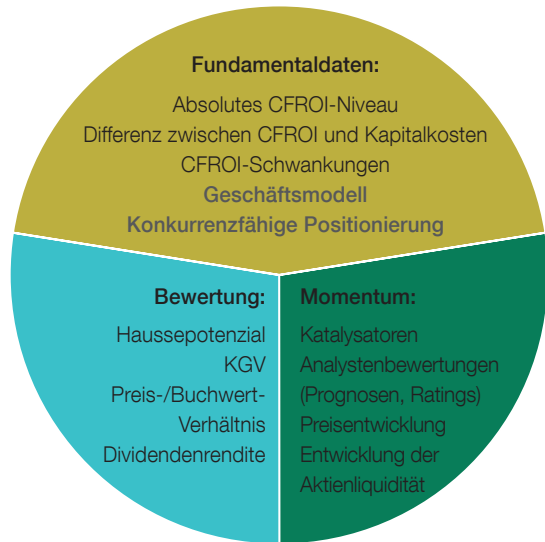 Fundamentaldaten:
Absolutes CFROI-Niveau
Differenz zwischen CFROI und Kapitalkosten
CFROI-Schwankungen
Geschäftsmodell
Konkurrenzfähige Positionierung
Bewertung:
Haussepotenzial
KGV
Preis-/Buchwert-
Verhältnis
Dividendenrendite
Momentum:
Katalysatoren
Analystenbewertungen
(Prognosen, Ratings)
Preisentwicklung
Entwicklung der
Aktienliquidität